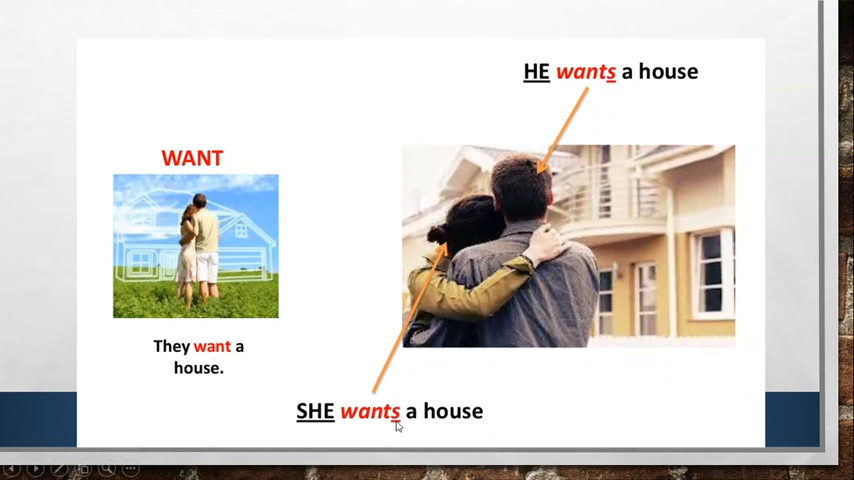 HE wants a house
WANT
They want a
house.
SHE wants a house